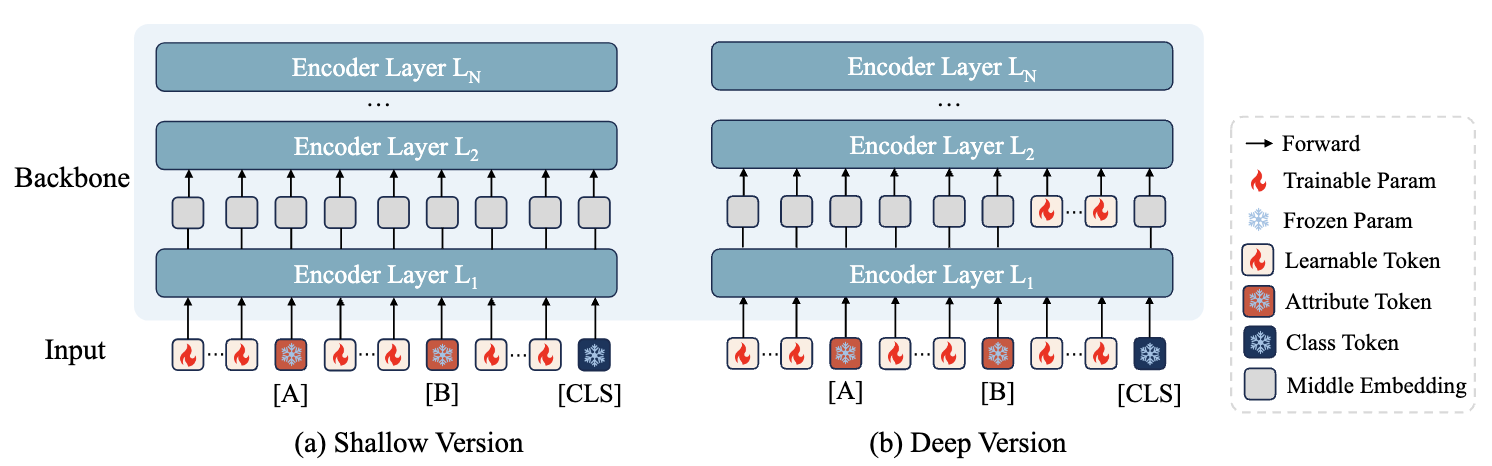 Encoder Layer L_N
...
Encoder Layer L_2
Encoder Layer L_1
... ... ...
[A] [B] [CLS]
(a) Shallow Version
Encoder Layer L_N
...
Encoder Layer L_2
...
Encoder Layer L_1
... ... ...
[A] [B] [CLS]
(b) Deep Version
Backbone
Input
Forward
Trainable Param
Frozen Param
Learnable Token
Attribute Token
Class Token
Middle Embedding